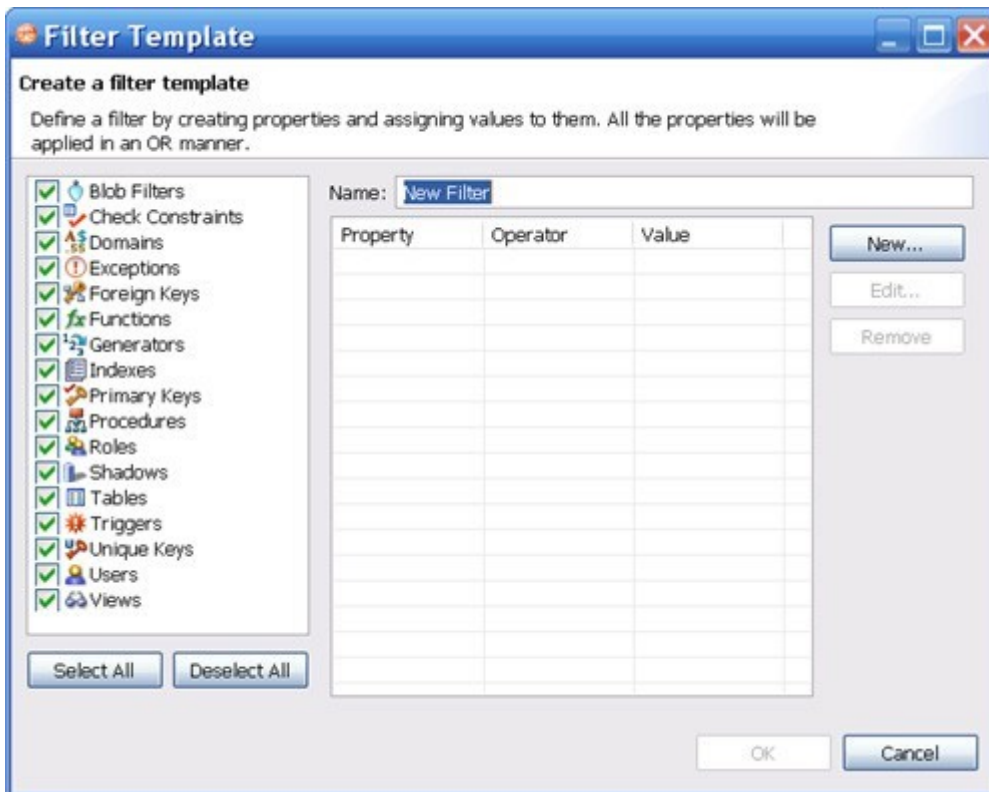 Filter Template
Create a filter template
Define a filter by creating properties and assigning values to them. All the properties will be
applied in an OR manner.
Blob Filters
Check Constraints
Domains
Exceptions
Foreign Keys
Functions
Generators
Indexes
Primary Keys
Procedures
Roles
Shadows
Tables
Triggers
Unique Keys
Users
Views
Select All Deselect All
Name: New Filter
Property Operator Value
New...
Edit...
Remove
OK Cancel